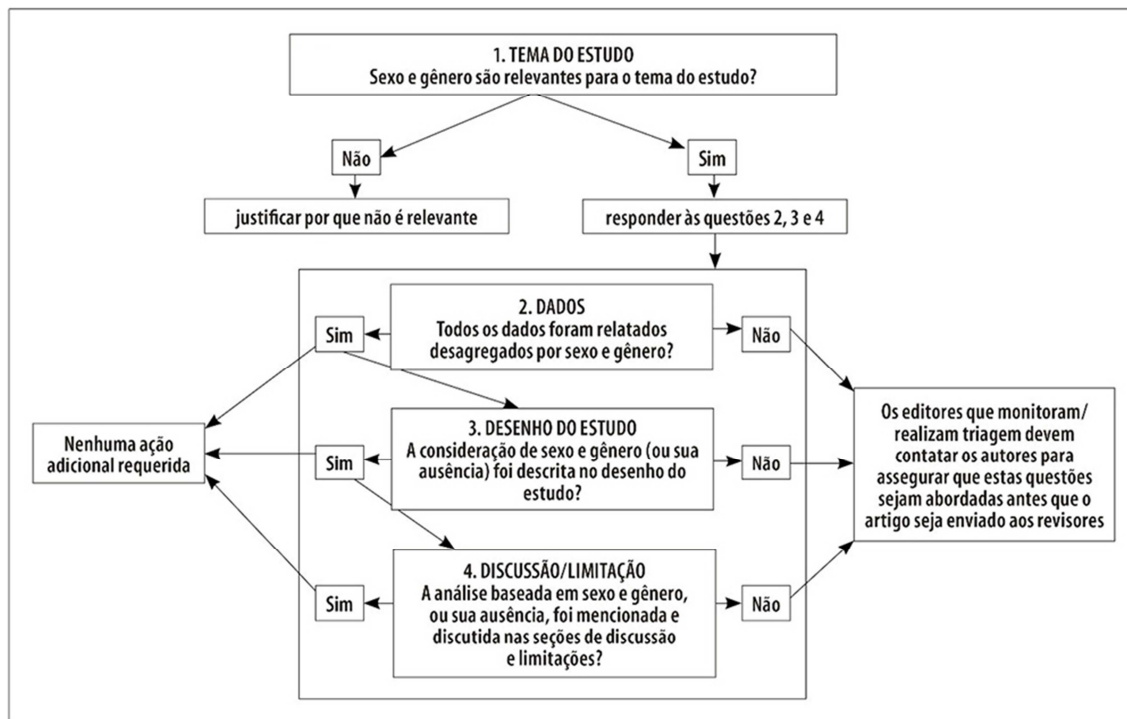 1. TEMA DO ESTUDO
Sexo e gênero são relevantes para o tema do estudo?
Não
Sim
justificar por que não é relevante
responder às questões 2, 3 e 4
2. DADOS
Todos os dados foram relatados
desagregados por sexo e gênero?
Sim
Não
3. DESENHO DO ESTUDO
A consideração de sexo e gênero (ou sua
ausência) foi descrita no desenho do
estudo?
Sim
Não
Nenhuma ação
adicional requerida
Os editores que monitoram/
realizam triagem devem
contatar os autores para
assegurar que estas questões
sejam abordadas antes que o
artigo seja enviado aos revisores
4. DISCUSSÃO/LIMITAÇÃO
A análise baseada em sexo e gênero,
ou sua ausência, foi mencionada e
discutida nas seções de discussão
e limitações?
Sim
Não